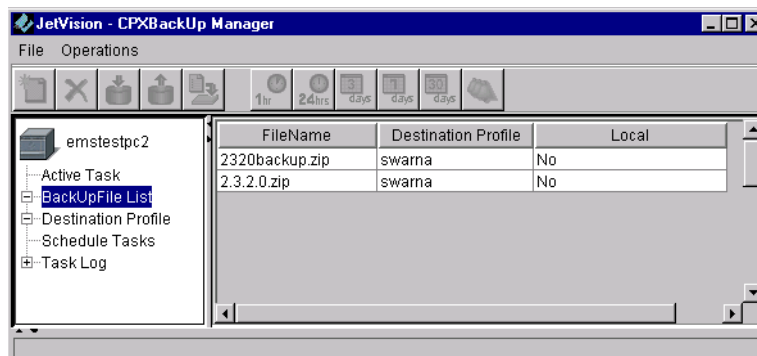 JetVision - CPXBackUp Manager
File Operations
1hr 24hrs 3 days 1 days 30 days
emstestpc2
Active Task
BackUpFile List
Destination Profile
Schedule Tasks
Task Log
FileName Destination Profile Local
2320backup.zip swarna No
2.3.2.0.zip swarna No